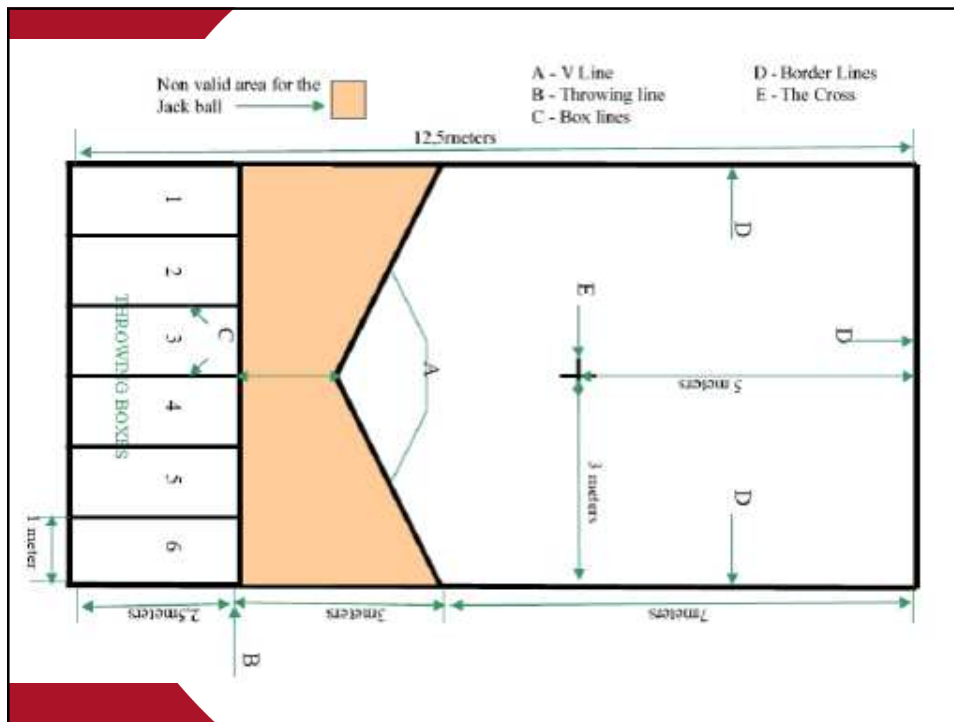 Non valid area for the
Jack ball
A - V Line
B - Throwing line
C - Box lines
D - Border Lines
E - The Cross
12,5meters
1
2
3
4
5
6
THROWING BOXES
C
A
E
D
D
D
5 meters
3 meters
1 meter
2,5meters
3meters
7meters
B